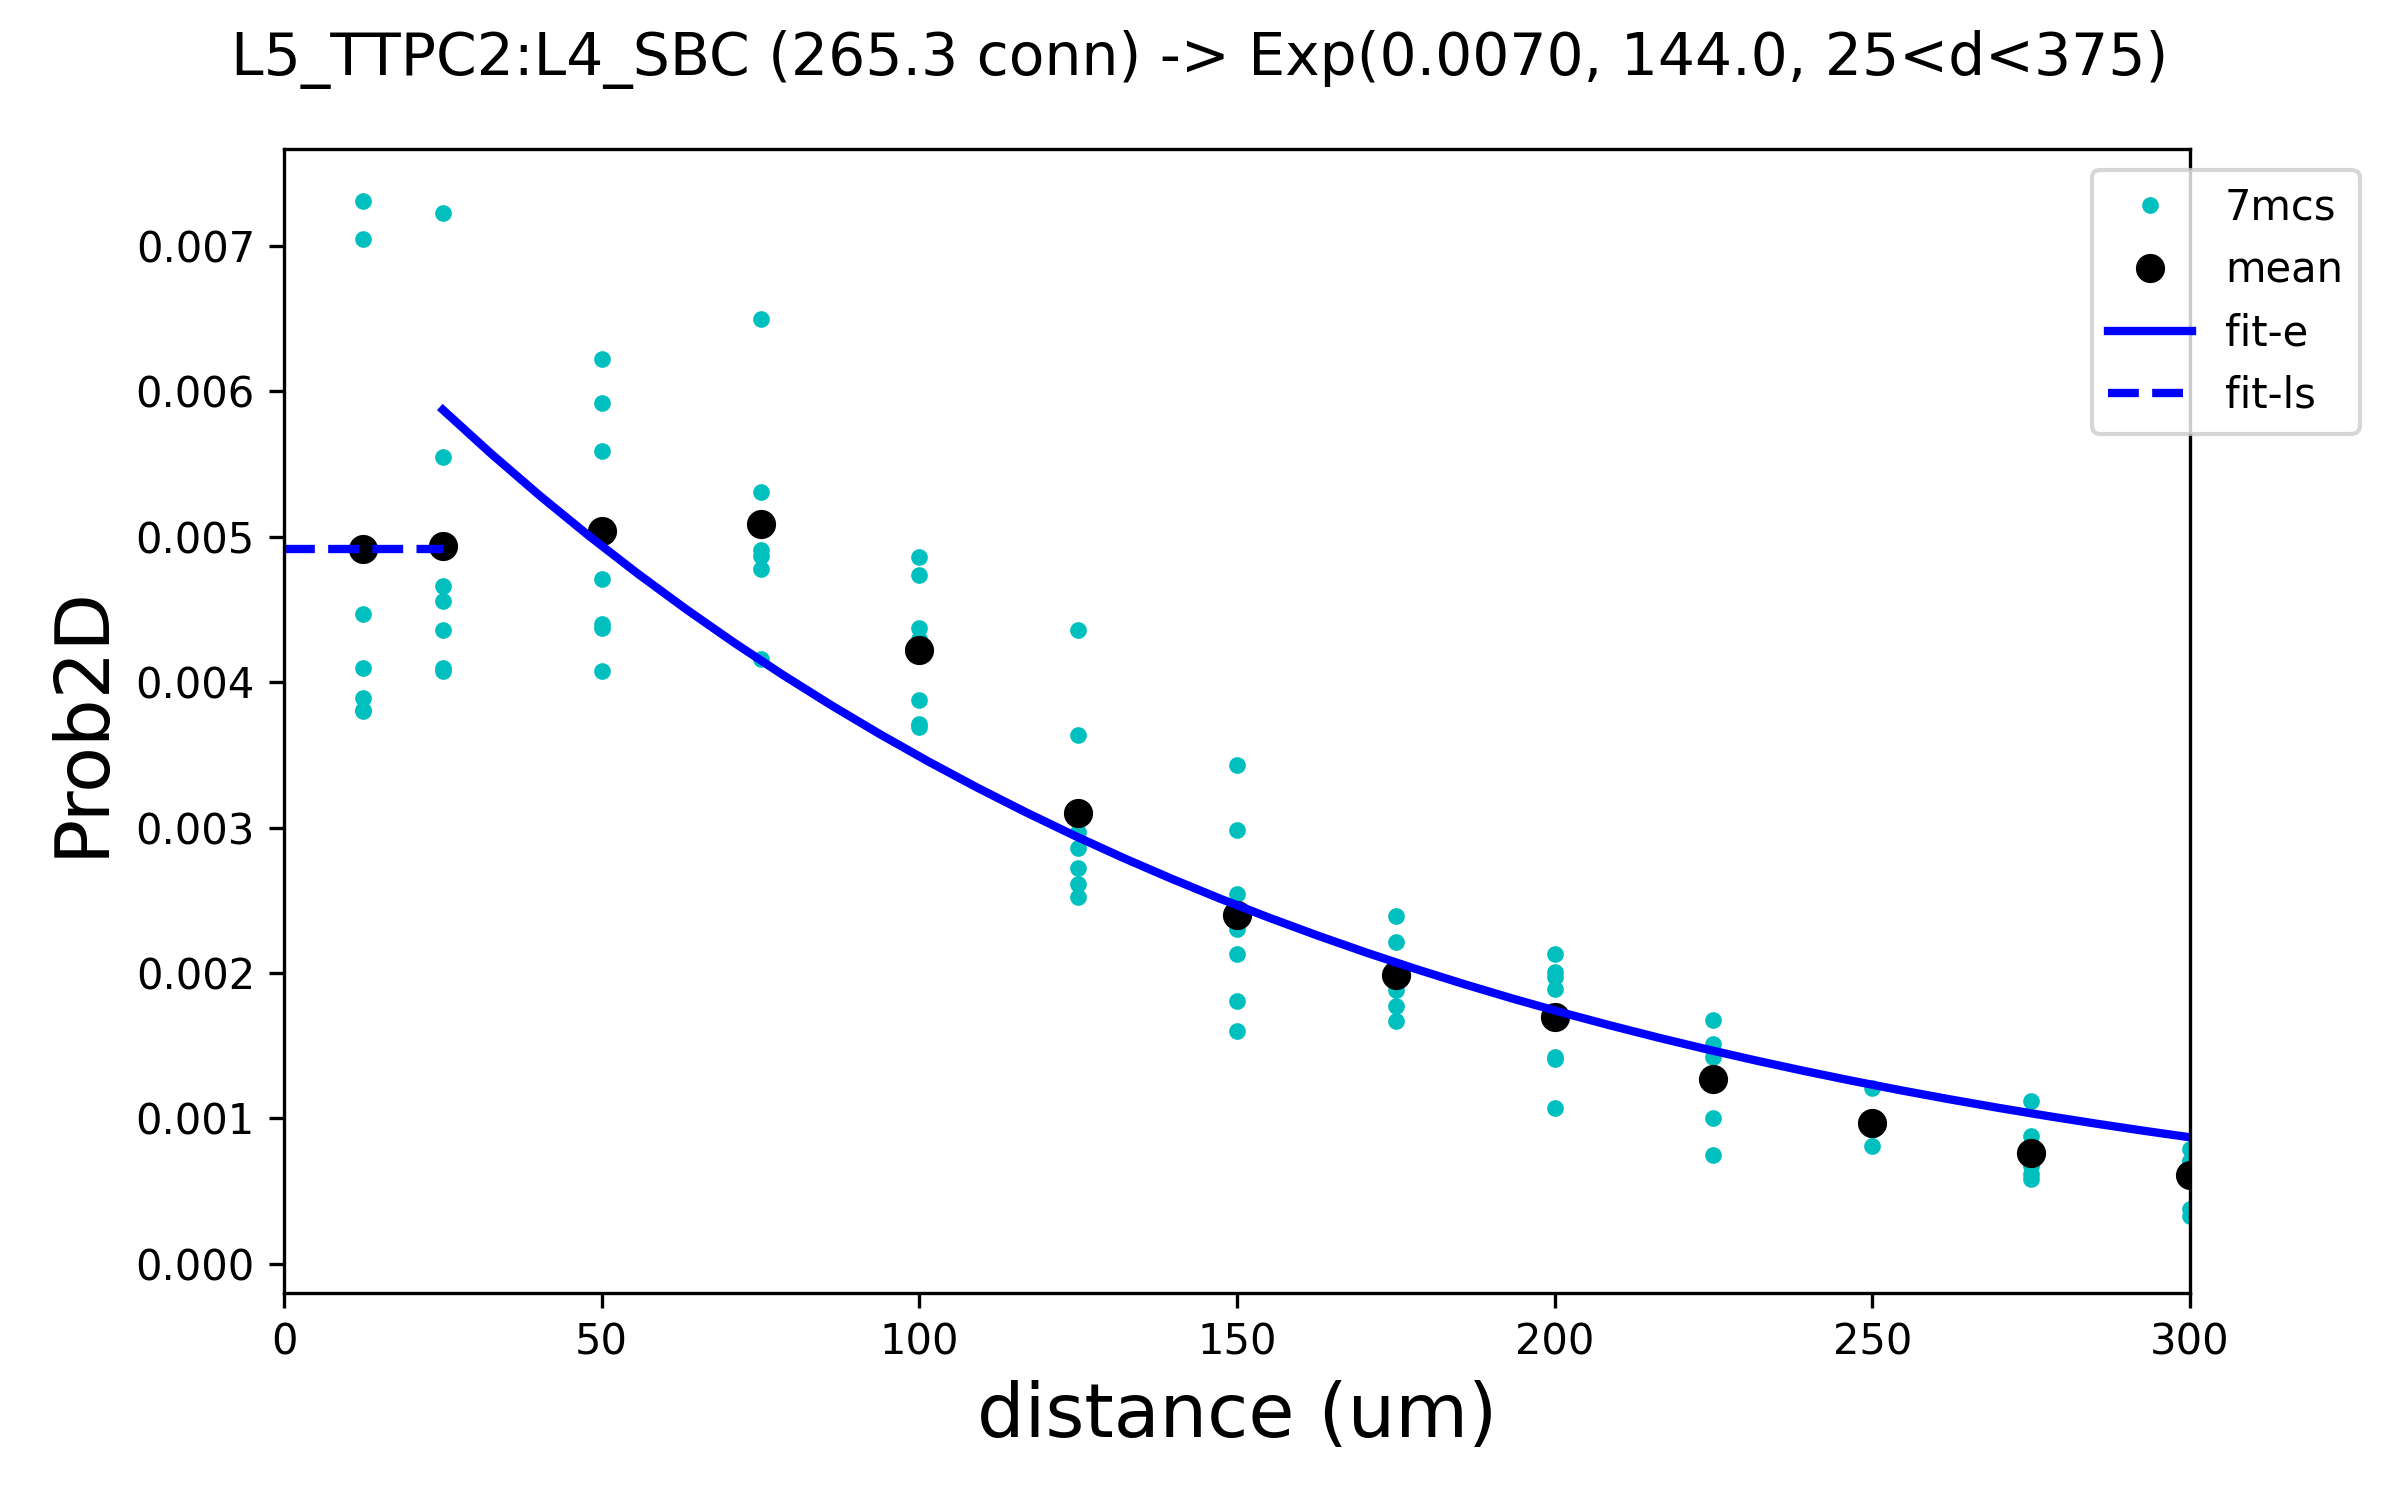 L5_TTPC2:L4_SBC (265.3 conn) -> Exp(0.0070, 144.0, 25<d<375)
7mcs
mean
fit-e
fit-ls
Prob2D
0.007
0.006
0.005
0.004
0.003
0.002
0.001
0.000
0 50 100 150 200 250 300
distance (um)